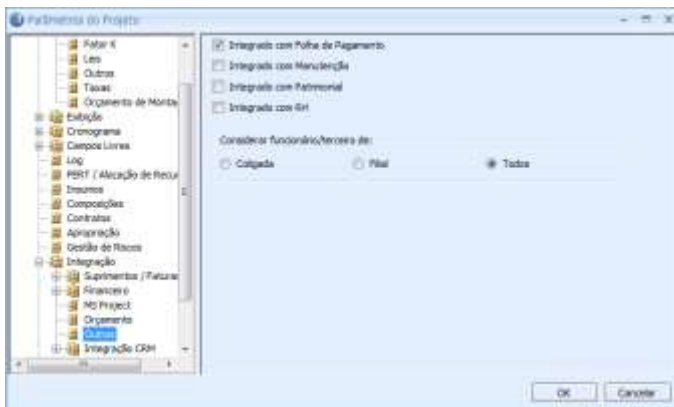 Parâmetros do Projeto
Fator K
Leis
Outros
Taxas
Orçamento de Monta
Exibição
Cronograma
Campos Livres
Log
PERT / Alocação de Recur
Insumos
Composições
Contratos
Apropriação
Gestão de Riscos
Integração
Suprimentos / Faturam
Financeiro
MS Project
Orçamento
Outros
Integração CRM
Integrado com Folha de Pagamento
Integrado com Manutenção
Integrado com Patrimonial
Integrado com RH
Considerar funcionário/terceiro de:
Coligada
Filial
Todos
OK
Cancelar